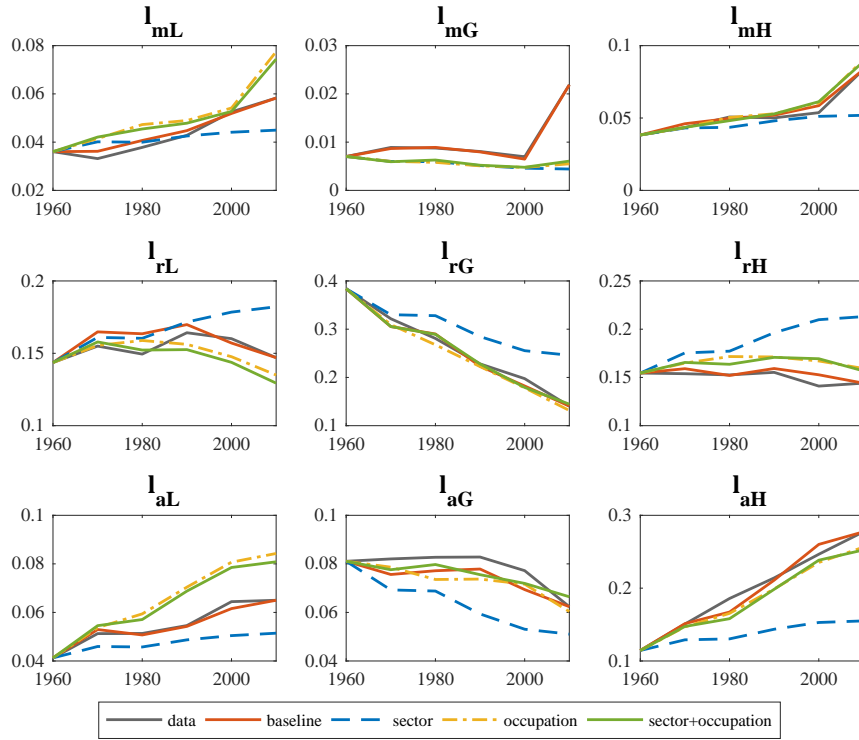 l_mL l_mG l_mH
0.08 0.03 0.1
0.06 0.02
0.05
0.04 0.01
0.02 0 0
1960 1980 2000 1960 1980 2000 1960 1980 2000
l_rL l_rG l_rH
0.2 0.4 0.25
0.3 0.2
0.15
0.2 0.15
0.1 0.1 0.1
1960 1980 2000 1960 1980 2000 1960 1980 2000
l_aL l_aG l_aH
0.1 0.1 0.3
0.08 0.08
0.2
0.06 0.06
0.04 0.04 0.1
1960 1980 2000 1960 1980 2000 1960 1980 2000
data baseline sector occupation sector+occupation